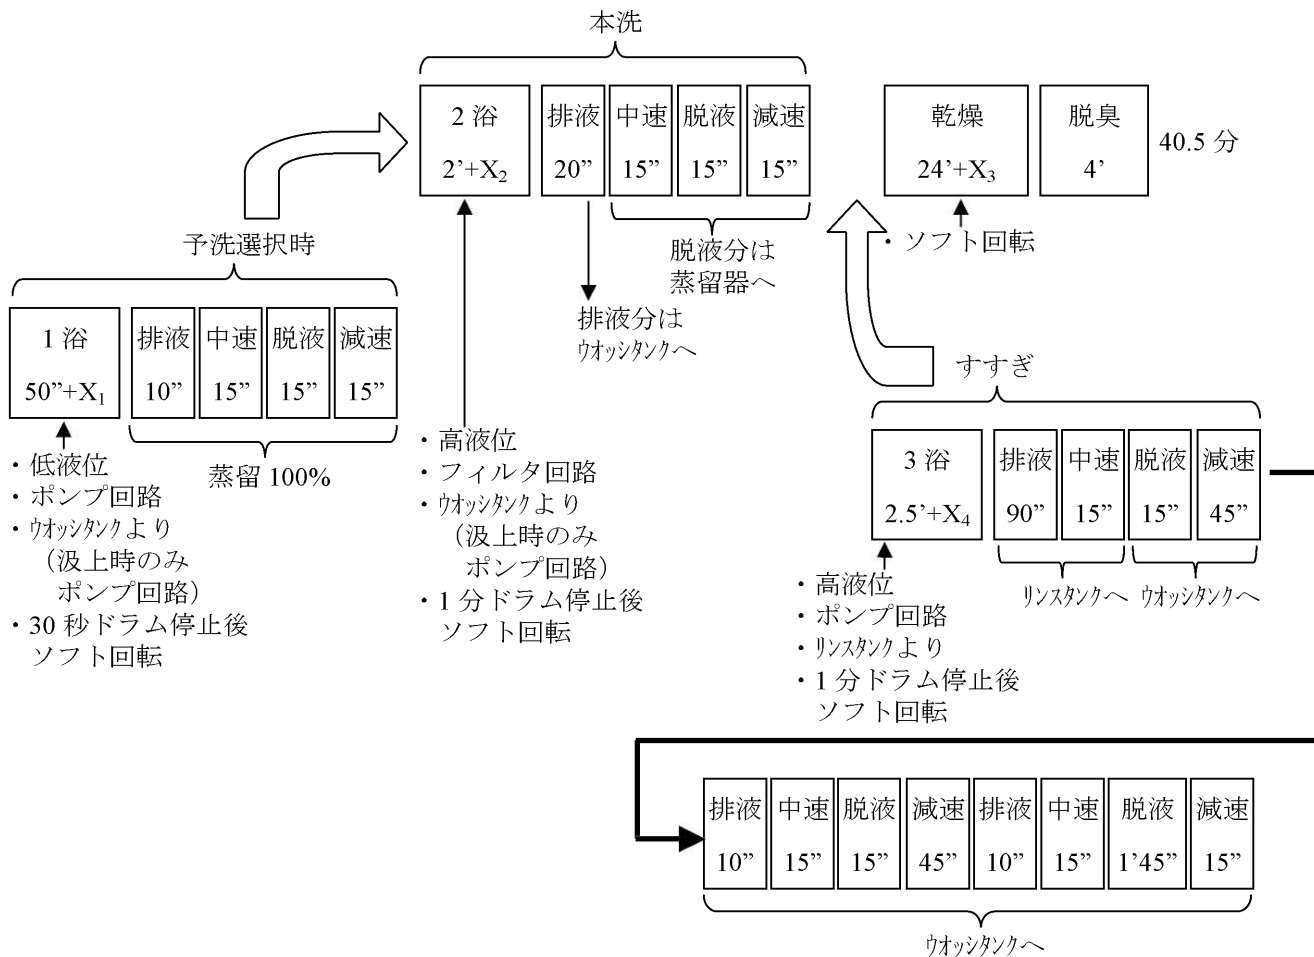 本洗
2 浴
2’+X2
排液
20”
中速
15”
脱液
15”
減速
15”
乾燥
24’+X3
脱臭
4’
40.5 分
・ソフト回転
脱液分は
蒸留器へ
排液分は
ウオッシタンクへ
予洗選択時
1 浴
50”+X1
排液
10”
中速
15”
脱液
15”
減速
15”
蒸留 100%
・低液位
・ポンプ回路
・ウオッシタンクより
（汲上時のみ
ポンプ回路）
・30 秒ドラム停止後
ソフト回転
・高液位
・フィルタ回路
・ウオッシタンクより
（汲上時のみ
ポンプ回路）
・1 分ドラム停止後
ソフト回転
すすぎ
3 浴
2.5’+X4
排液
90”
中速
15”
脱液
15”
減速
45”
リンスタンクへ
ウオッシタンクへ
・高液位
・ポンプ回路
・リンスタンクより
・1 分ドラム停止後
ソフト回転
排液
10”
中速
15”
脱液
15”
減速
45”
排液
10”
中速
15”
脱液
1’45”
減速
15”
ウオッシタンクへ